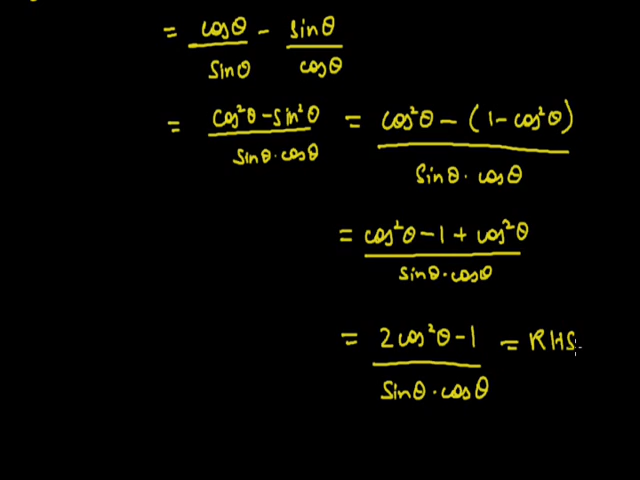 = cosθ/sinθ - sinθ/cosθ
= cos²θ - sin²θ/sinθ·cosθ = cos²θ - (1 - cos²θ)/sinθ·cosθ
= cos²θ - 1 + cos²θ/sinθ·cosθ
= 2cos²θ - 1/sinθ·cosθ = RHS